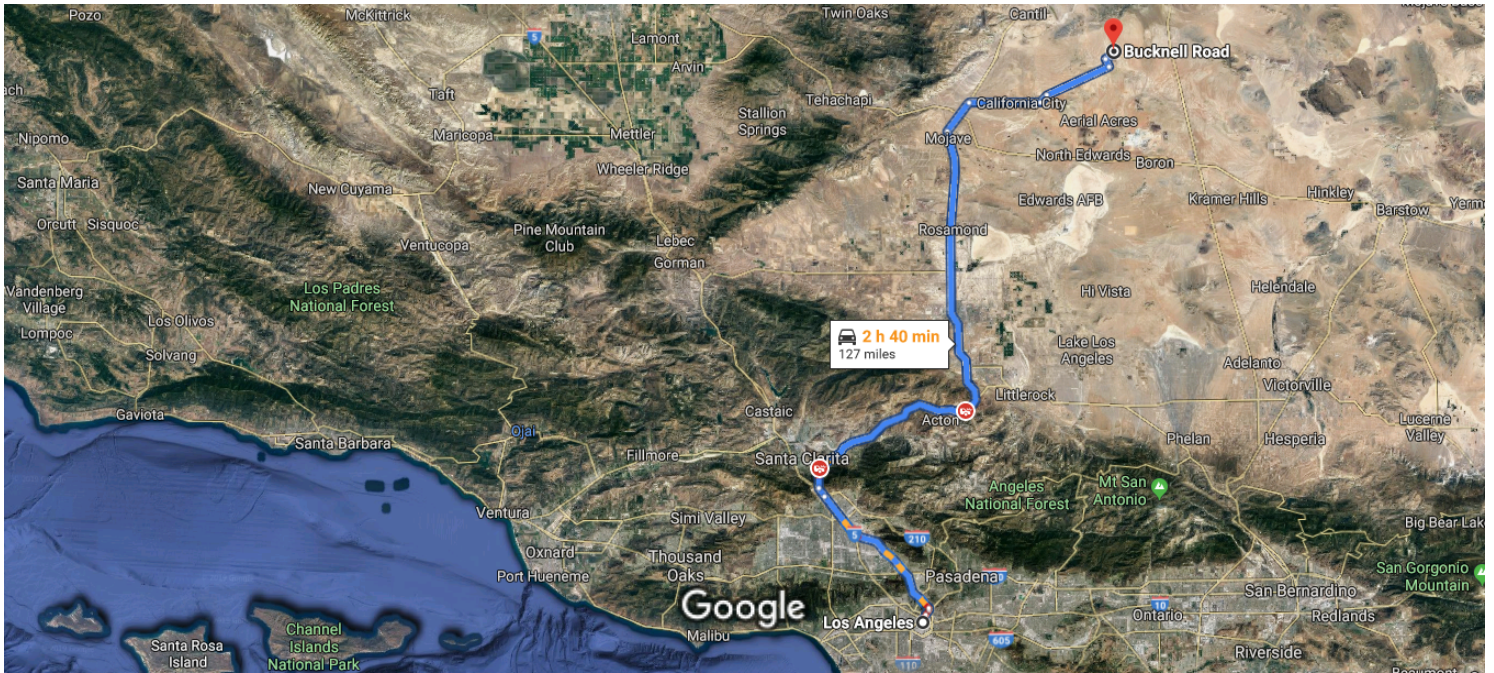 Pozo
McKittrick
Twin Oaks
Cantil
5
Lamont
Bucknell Road
Arvin
Taft
Tehachapi
California City
Stallion
Springs
Aerial Acres
Nipomo
Maricopa
Mettler
Mojave
North Edwards
Boron
Wheeler Ridge
Santa Maria
New Cuyama
Hinkley
Edwards AFB
Kramer Hills
Barstow
Orcutt
Sisquoc
Pine Mountain
Club
Rosamond
Ventucopa
Lebec
Gorman
Los Padres
National Forest
Vandenberg
Village
Hi Vista
Helendale
Los Olivos
Lompoc
2 h 40 min
127 miles
Lake Los
Angeles
Solvang
Adelanto
Victorville
Littlerock
Gaviota
Castaic
Acton
Lucerne
Valley
Ojai
Santa Barbara
Phelan
Hesperia
Fillmore
Santa Clarita
Angeles
National Forest
Mt San
Antonio
Ventura
Simi Valley
Big Bear Lake
5
210
Oxnard
Thousand
Oaks
Port Hueneme
Pasadena
San Gorgonio
Mountain
San Bernardino
Google
10
Ontario
Redlands
Los Angeles
Malibu
605
Santa Rosa
Island
Channel
Islands
National Park
110
Riverside